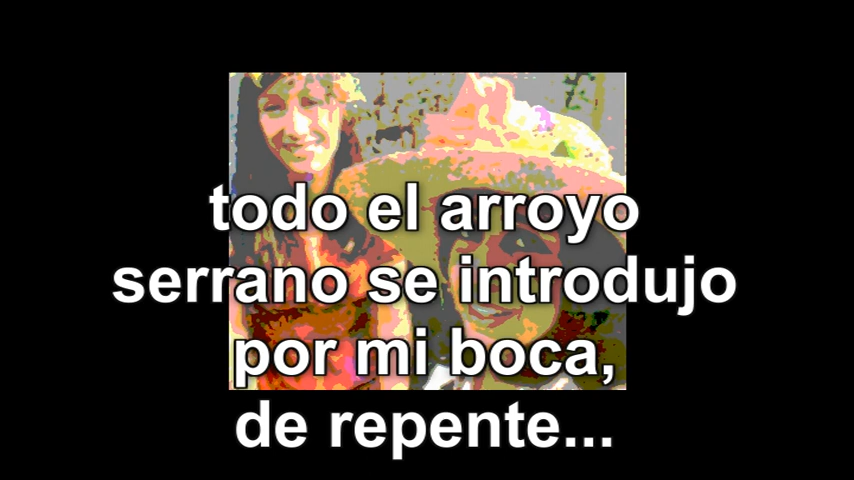 todo el arroyo
serrano se introdujo
por mi boca,
de repente...